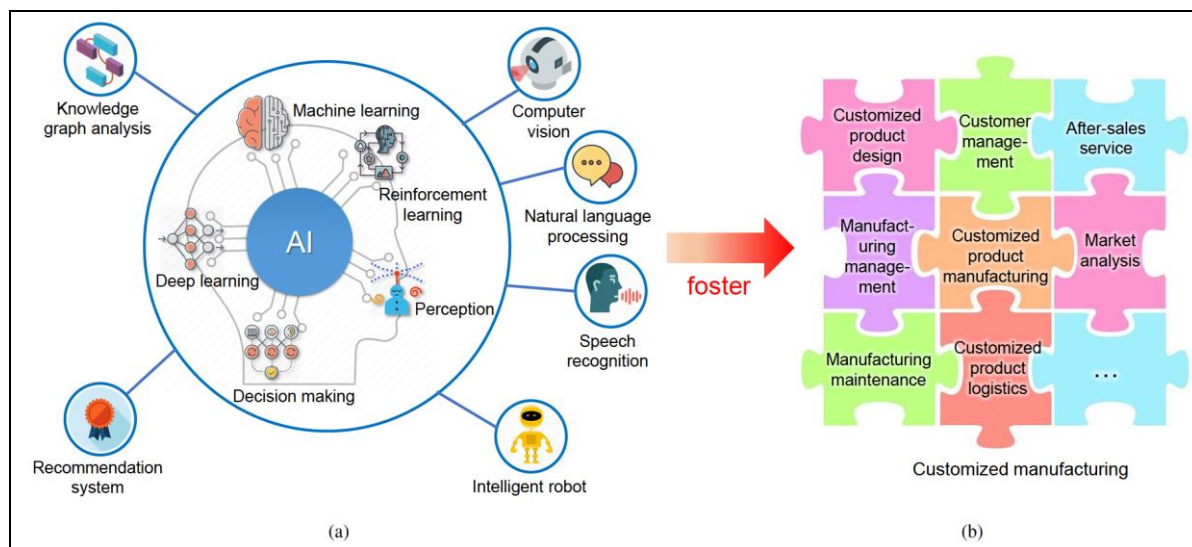 Knowledge
graph analysis
Machine learning
Reinforcement
learning
AI
Deep learning
Perception
Decision making
Recommendation
system
Computer
vision
Natural language
processing
Speech
recognition
Intelligent robot
(a)
foster
Customized
product
design
Customer
manage-
ment
After-sales
service
Manufact-
uring
manage-
ment
Customized
product
manufacturing
Market
analysis
Manufacturing
maintenance
Customized
product
logistics
...
Customized manufacturing
(b)